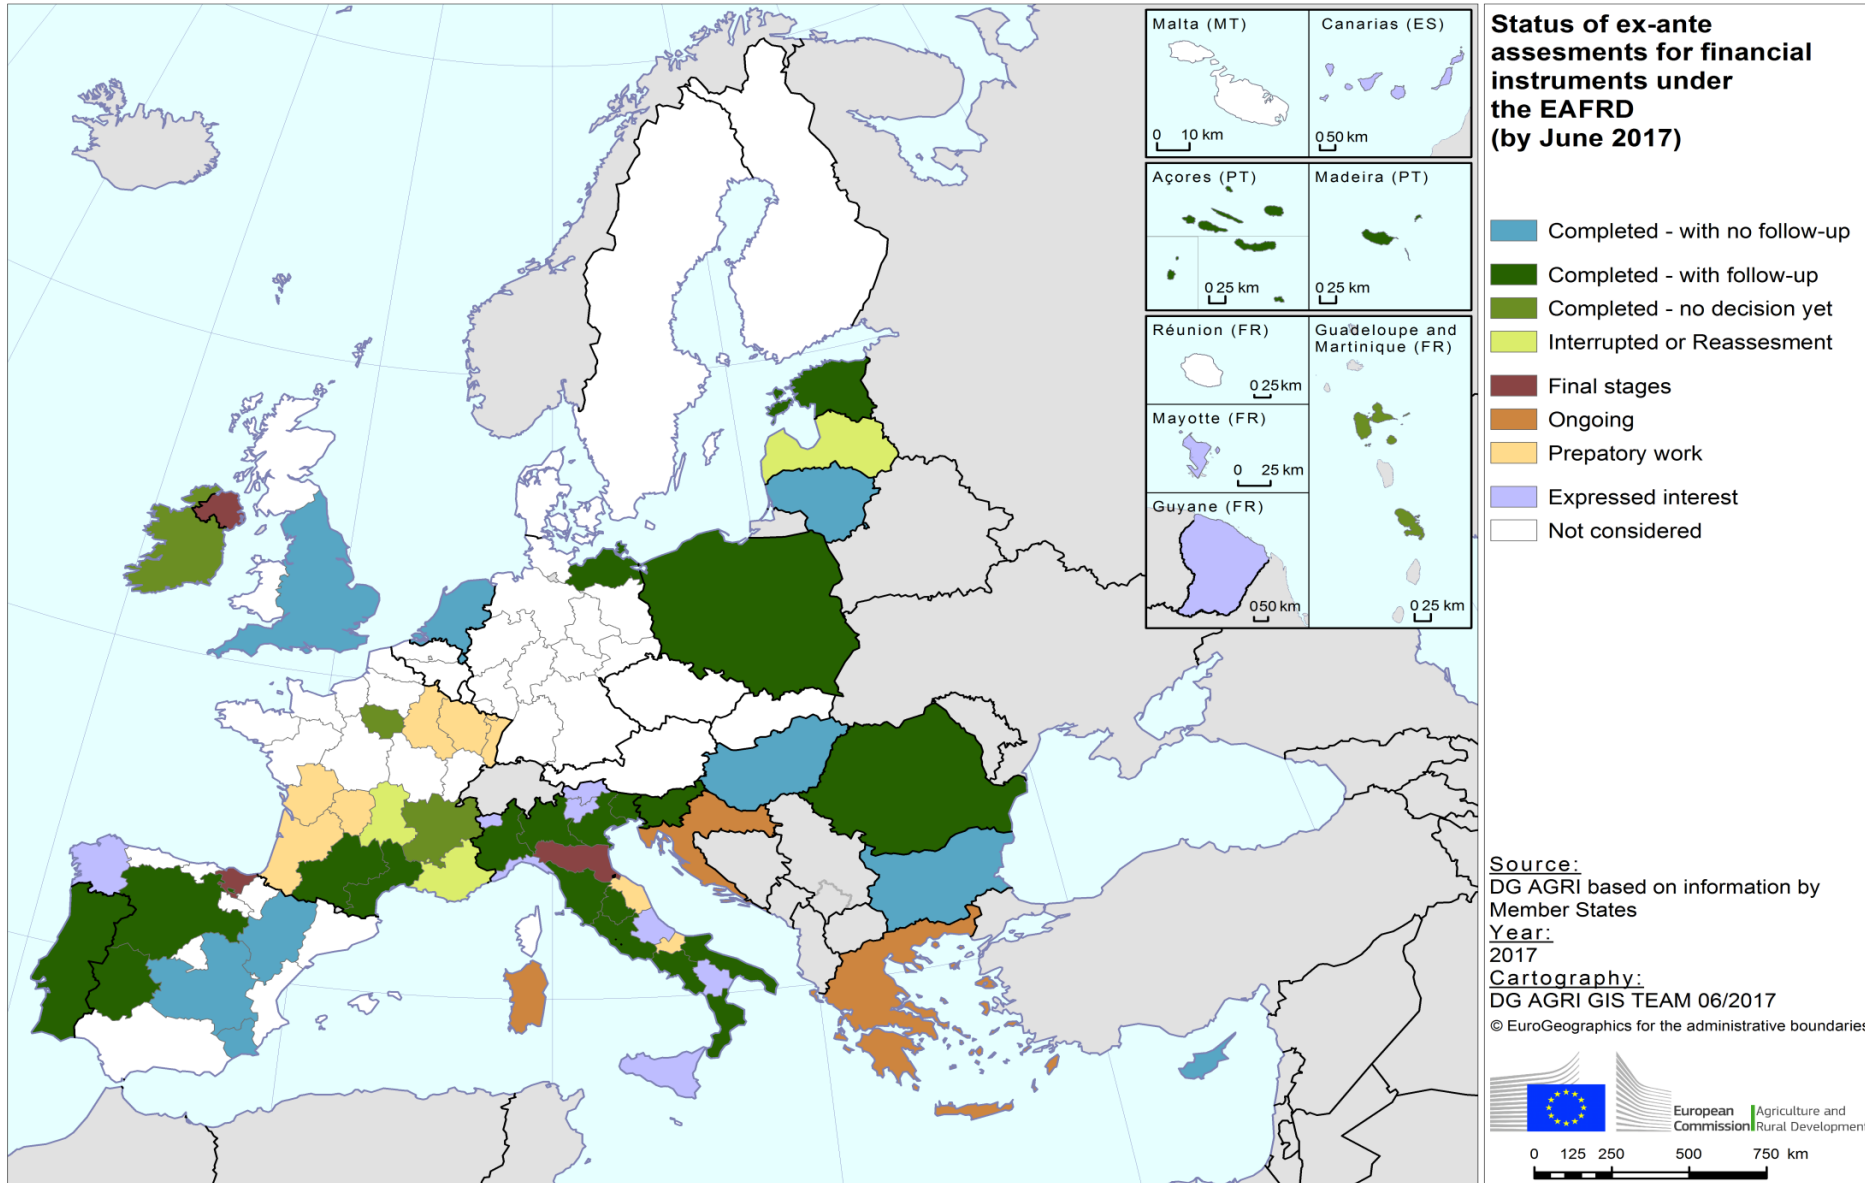 Malta (MT)
0 10 km
Canarias (ES)
0 50 km
Açores (PT)
0 25 km
Madeira (PT)
0 25 km
Réunion (FR)
0 25 km
Guadeloupe and
Martinique (FR)
0 25 km
Mayotte (FR)
0 25 km
Guyane (FR)
0 50 km
Status of ex-ante
assesments for financial
instruments under
the EAFRD
(by June 2017)
Completed - with no follow-up
Completed - with follow-up
Completed - no decision yet
Interrupted or Reassesment
Final stages
Ongoing
Prepatory work
Expressed interest
Not considered
Source:
DG AGRI based on information by
Member States
Year:
2017
Cartography:
DG AGRI GIS TEAM 06/2017
© EuroGeographics for the administrative boundaries
European
Commission
Agriculture and
Rural Development
0 125 250 500 750 km